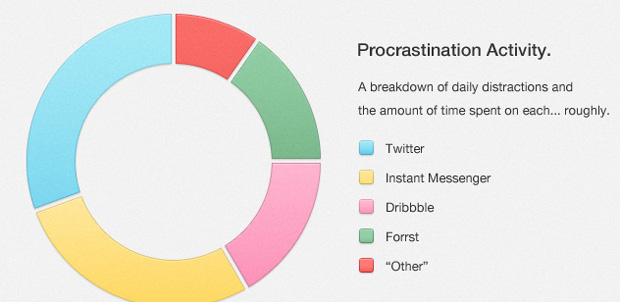 Procrastination Activity.
A breakdown of daily distractions and
the amount of time spent on each... roughly.
Twitter
Instant Messenger
Dribbble
Forrst
“Other”